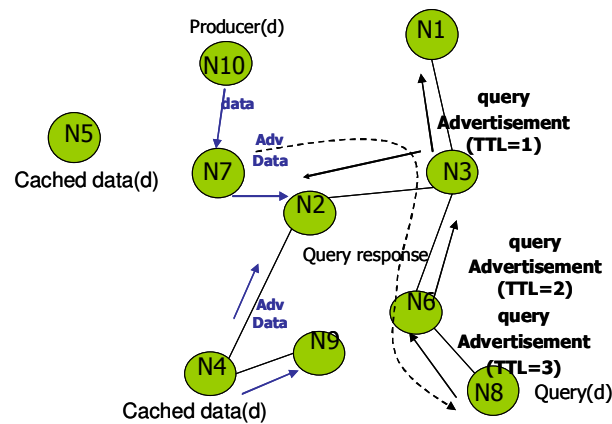 Producer(d)
N1
N10
data
query
Advertisement
(TTL=1)
N5
Adv
Data
Cached data(d)
N7
N3
N2
Query response
query
Advertisement
(TTL=2)
Adv
Data
N6
query
Advertisement
(TTL=3)
N9
N4
N8
Query(d)
Cached data(d)